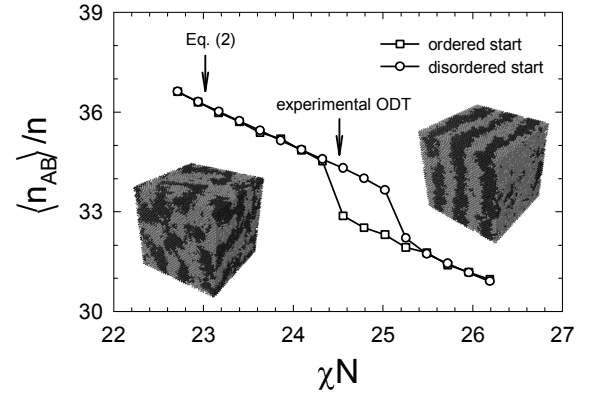 39
36
33
30
⟨n_AB⟩/n
Eq. (2)
ordered start
disordered start
experimental ODT
22 23 24 25 26 27
χN